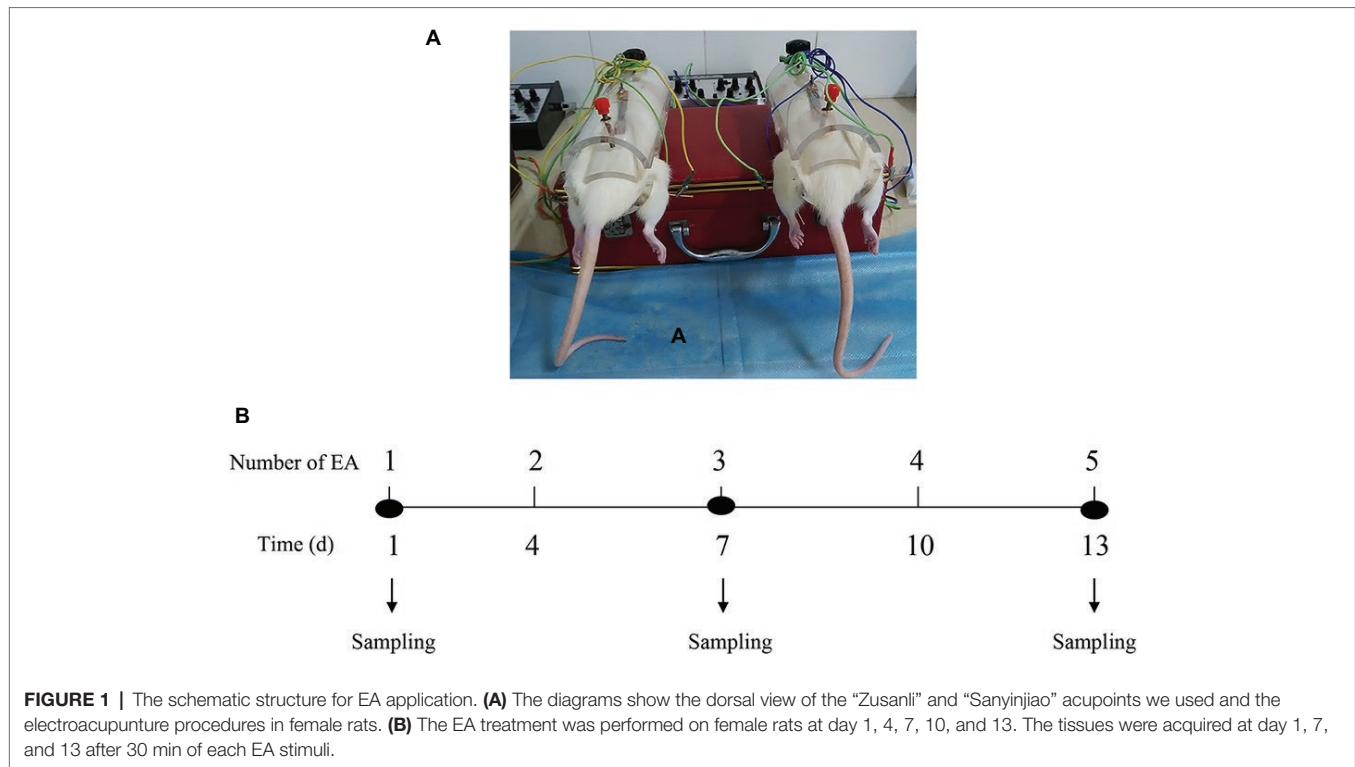 A
A
B
Number of EA 1 2 3 4 5
Time (d) 1 4 7 10 13
Sampling Sampling Sampling
FIGURE 1 | The schematic structure for EA application. (A) The diagrams show the dorsal view of the “Zusanli” and “Sanyinjiao” acupoints we used and the
electroacupunture procedures in female rats. (B) The EA treatment was performed on female rats at day 1, 4, 7, 10, and 13. The tissues were acquired at day 1, 7,
and 13 after 30 min of each EA stimuli.